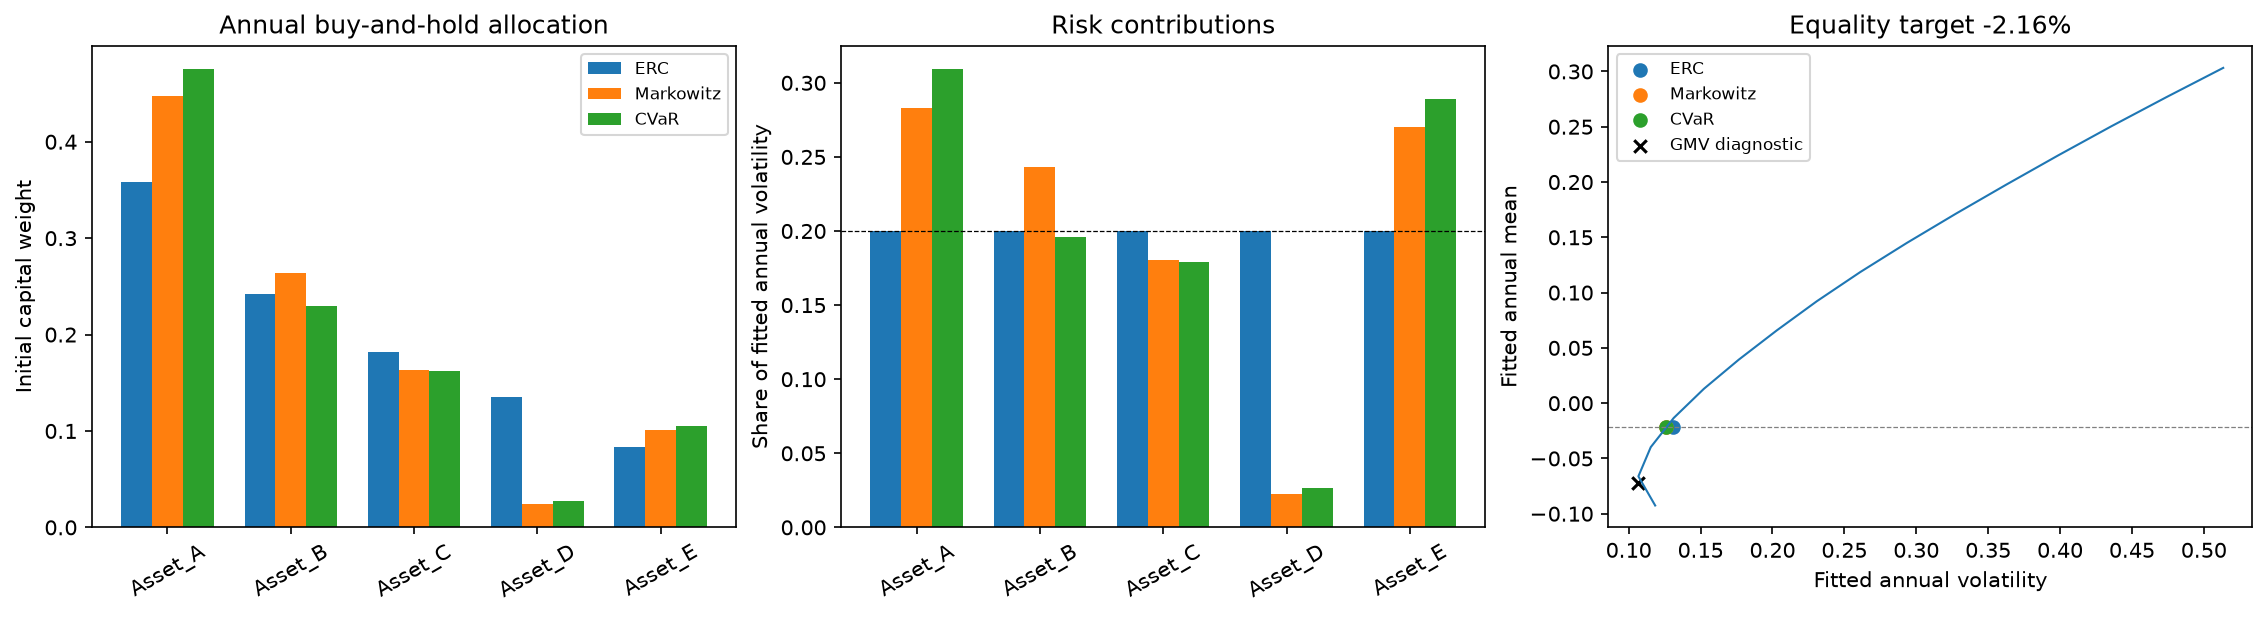 Annual buy-and-hold allocation
Initial capital weight
0.4
0.3
0.2
0.1
0.0
ERC
Markowitz
CVaR
Asset_A
Asset_B
Asset_C
Asset_D
Asset_E
Risk contributions
Share of fitted annual volatility
0.30
0.25
0.20
0.15
0.10
0.05
0.00
Asset_A
Asset_B
Asset_C
Asset_D
Asset_E
Equality target -2.16%
Fitted annual mean
0.30
0.25
0.20
0.15
0.10
0.05
0.00
−0.05
−0.10
ERC
Markowitz
CVaR
GMV diagnostic
0.10 0.15 0.20 0.25 0.30 0.35 0.40 0.45 0.50
Fitted annual volatility